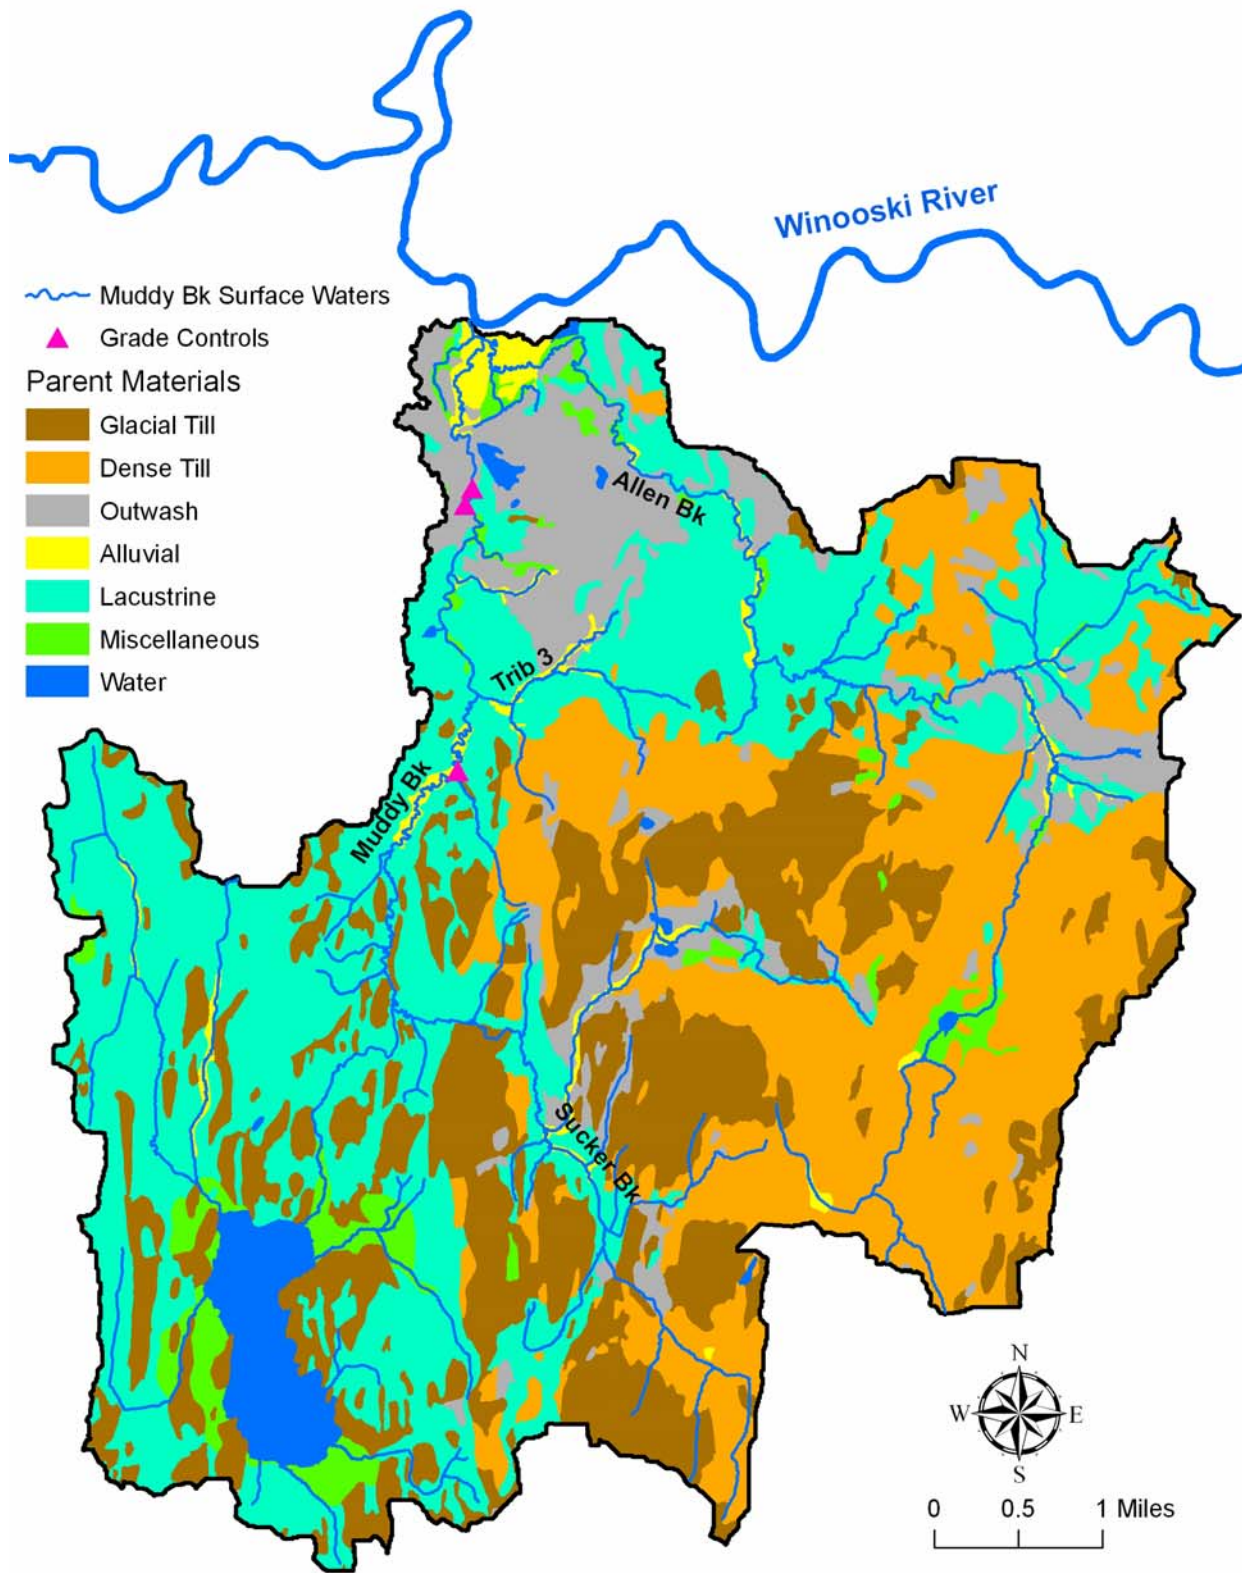 Winooski River
Muddy Bk Surface Waters
Grade Controls
Parent Materials
Glacial Till
Dense Till
Outwash
Alluvial
Lacustrine
Miscellaneous
Water
Allen Bk
Trib 3
Muddy Bk
Sucker Bk
N
W E
S
0 0.5 1 Miles